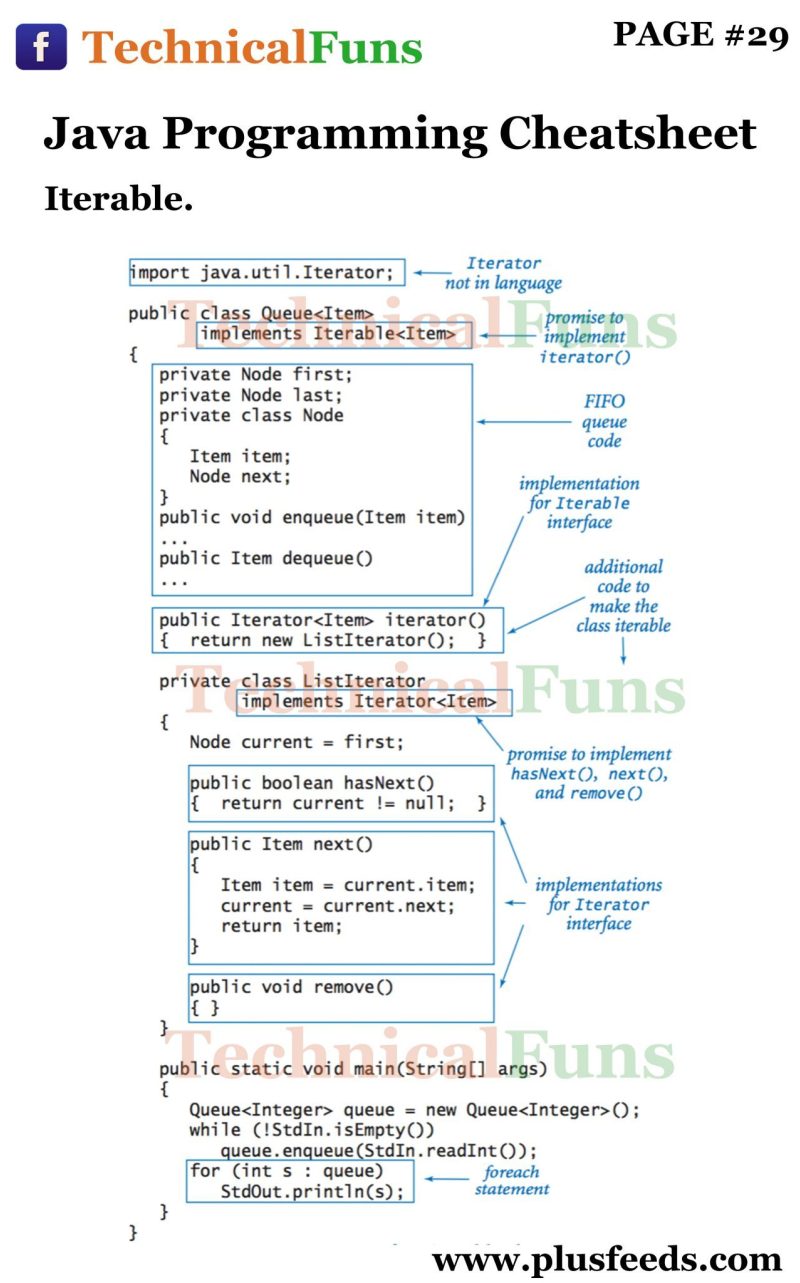 f TechnicalFuns
PAGE #29
Java Programming Cheatsheet
Iterable.
import java.util.Iterator;
Iterator
not in language
public class Queue<Item>
implements Iterable<Item>
promise to
implement
iterator()
{
private Node first;
private Node last;
private class Node
{
Item item;
Node next;
}
public void enqueue(Item item)
...
public Item dequeue()
...
FIFO
queue
code
implementation
for Iterable
interface
additional
code to
make the
class iterable
public Iterator<Item> iterator()
{ return new ListIterator(); }
private class ListIterator
implements Iterator<Item>
{
Node current = first;
promise to implement
hasNext(), next(),
and remove()
public boolean hasNext()
{ return current != null; }
public Item next()
{
Item item = current.item;
current = current.next;
return item;
}
implementations
for Iterator
interface
public void remove()
{ }
}
public static void main(String[] args)
{
Queue<Integer> queue = new Queue<Integer>();
while (!StdIn.isEmpty())
queue.enqueue(StdIn.readInt());
for (int s : queue)
StdOut.println(s);
foreach
statement
}
}
TechnicalFuns
TechnicalFuns
TechnicalFuns
www.plusfeeds.com